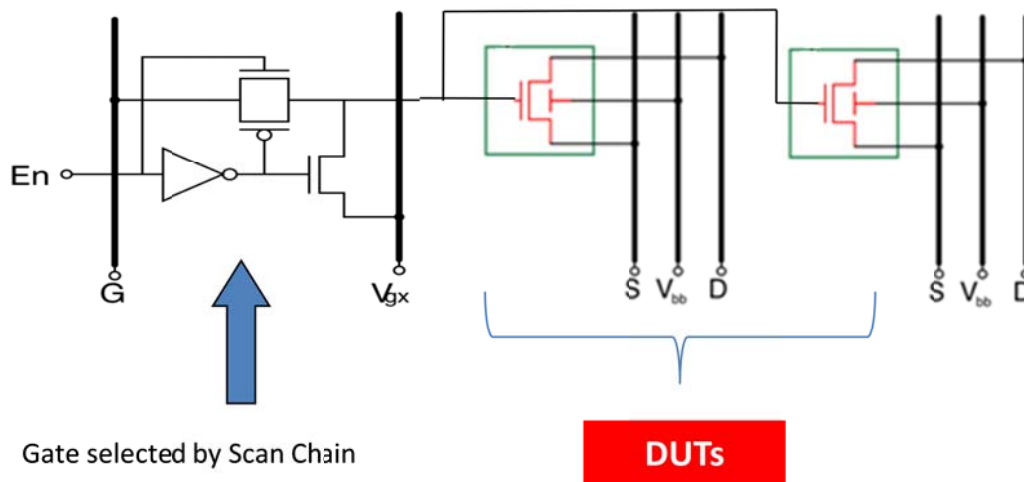 En
G
Vgx
S Vbb D
S Vbb D
Gate selected by Scan Chain
DUTs